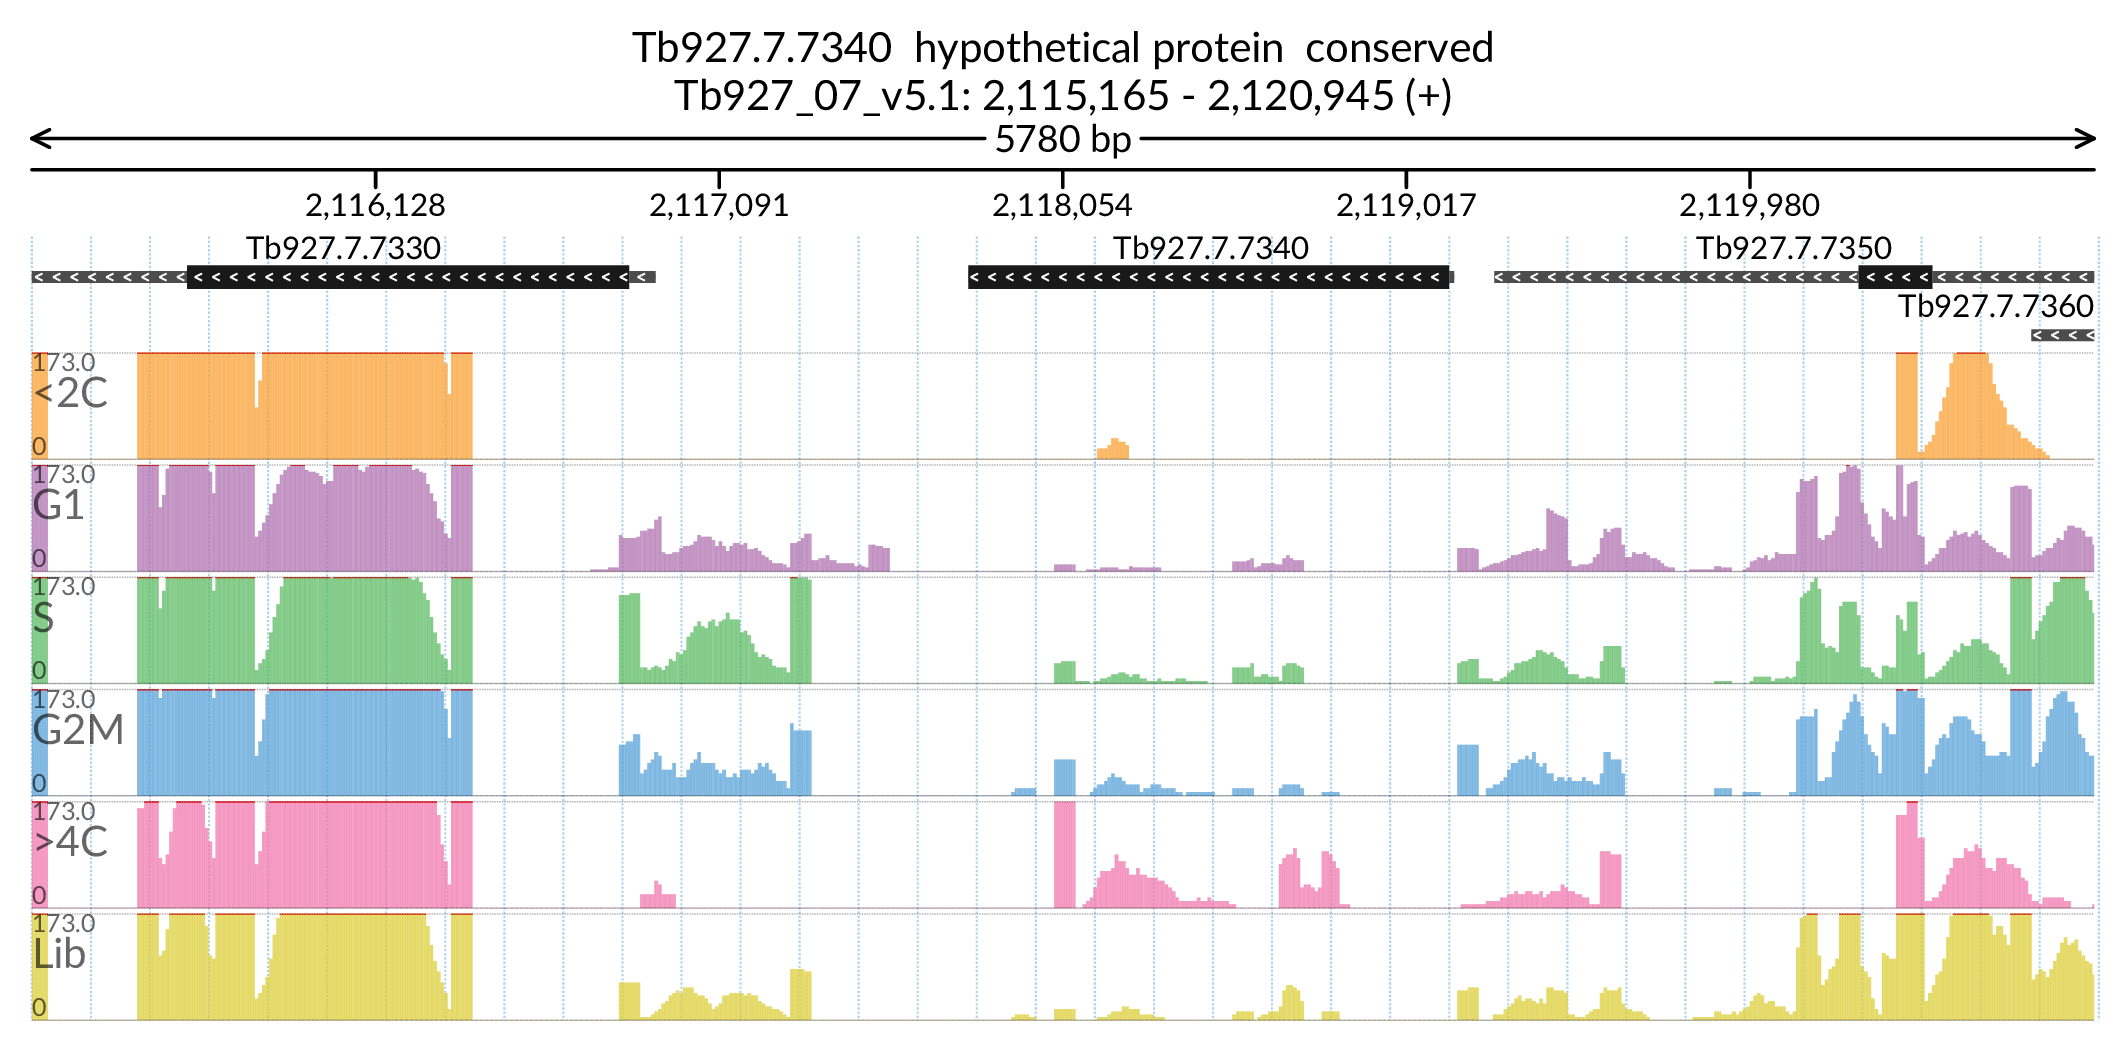 Tb927.7.7340  hypothetical protein  conserved
Tb927_07_v5.1: 2,115,165 - 2,120,945 (+)
5780 bp
2,116,128 2,117,091 2,118,054 2,119,017 2,119,980
Tb927.7.7330 Tb927.7.7340 Tb927.7.7350
Tb927.7.7360
173.0
<2C
0
173.0
G1
0
173.0
S
0
173.0
G2M
0
173.0
>4C
0
173.0
Lib
0